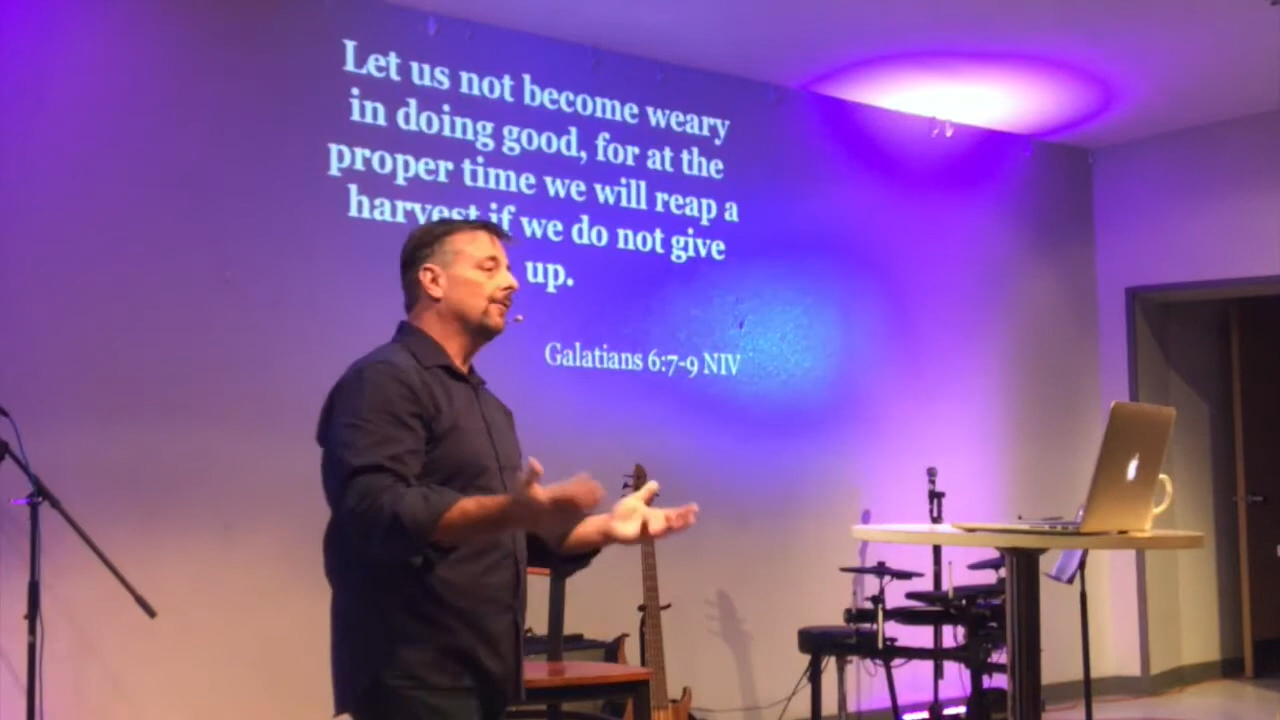 Let us not become weary
in doing good, for at the
proper time we will reap a
harvest if we do not give
up.
Galatians 6:7-9 NIV